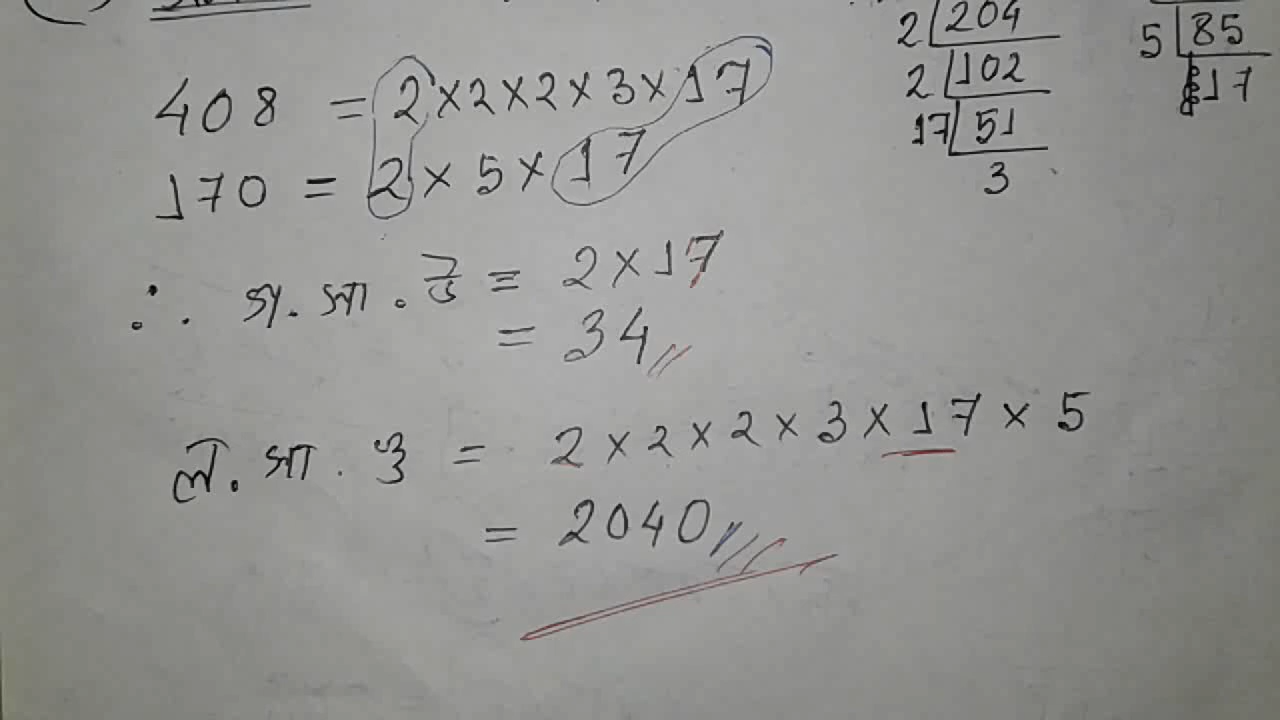 408 = 2×2×2×3×17
170 = 2×5×17
∴ গ.সা.উ = 2×17
= 34
ল.সা.গু = 2×2×2×3×17×5
= 2040
2 204
2 102
17 51
3
5 85
17